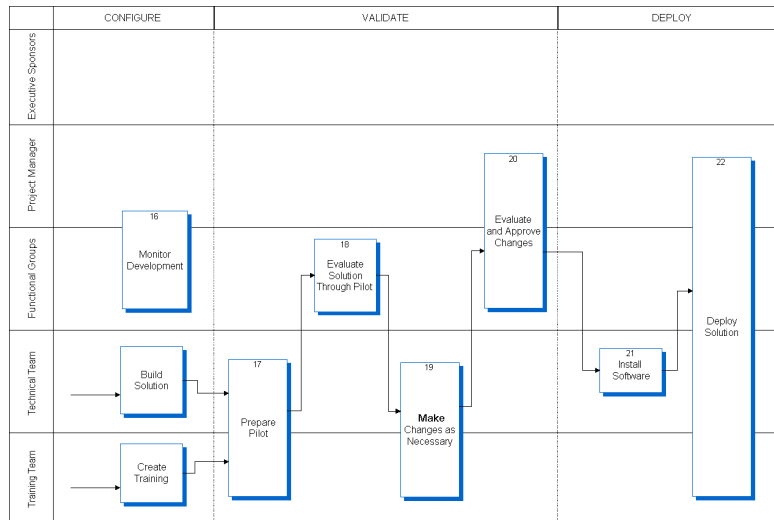 CONFIGURE
VALIDATE
DEPLOY
Executive Sponsors
Project Manager
Functional Groups
Technical Team
Training Team
16
Monitor
Development
Build
Solution
Create
Training
17
Prepare
Pilot
18
Evaluate
Solution
Through Pilot
19
Make
Changes as
Necessary
20
Evaluate
and Approve
Changes
21
Install
Software
22
Deploy
Solution